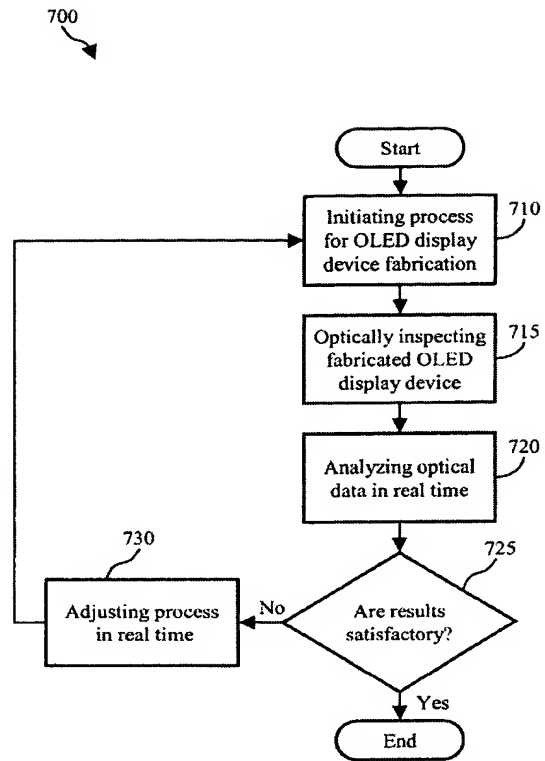 700
Start
Initiating process
for OLED display
device fabrication
710
Optically inspecting
fabricated OLED
display device
715
Analyzing optical
data in real time
720
730
Adjusting process
in real time
No
Are results
satisfactory?
725
Yes
End